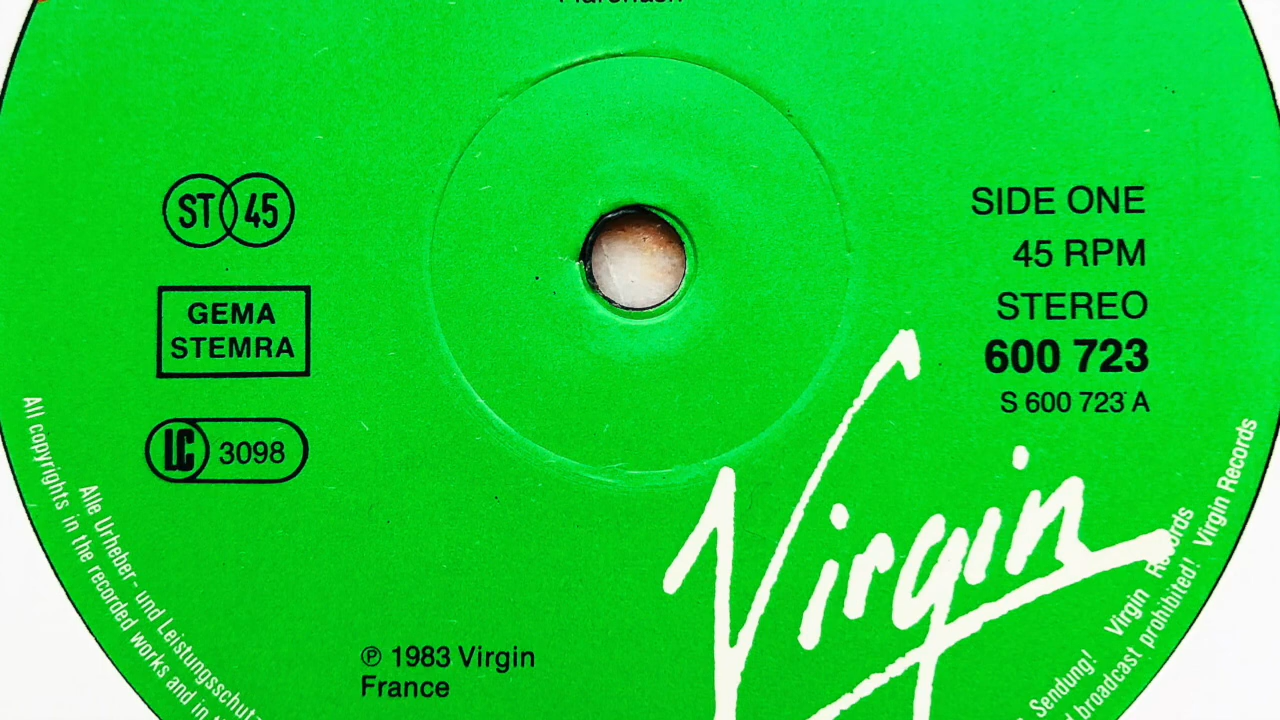 ST 45
GEMA
STEMRA
LC 3098
SIDE ONE
45 RPM
STEREO
600 723
S 600 723 A
Virgin
℗ 1983 Virgin
France
All copyrights in the recorded works and in
Alle Urheber- und Leistungsschutz
Sendung! Virgin Records
broadcast prohibited! Virgin Records